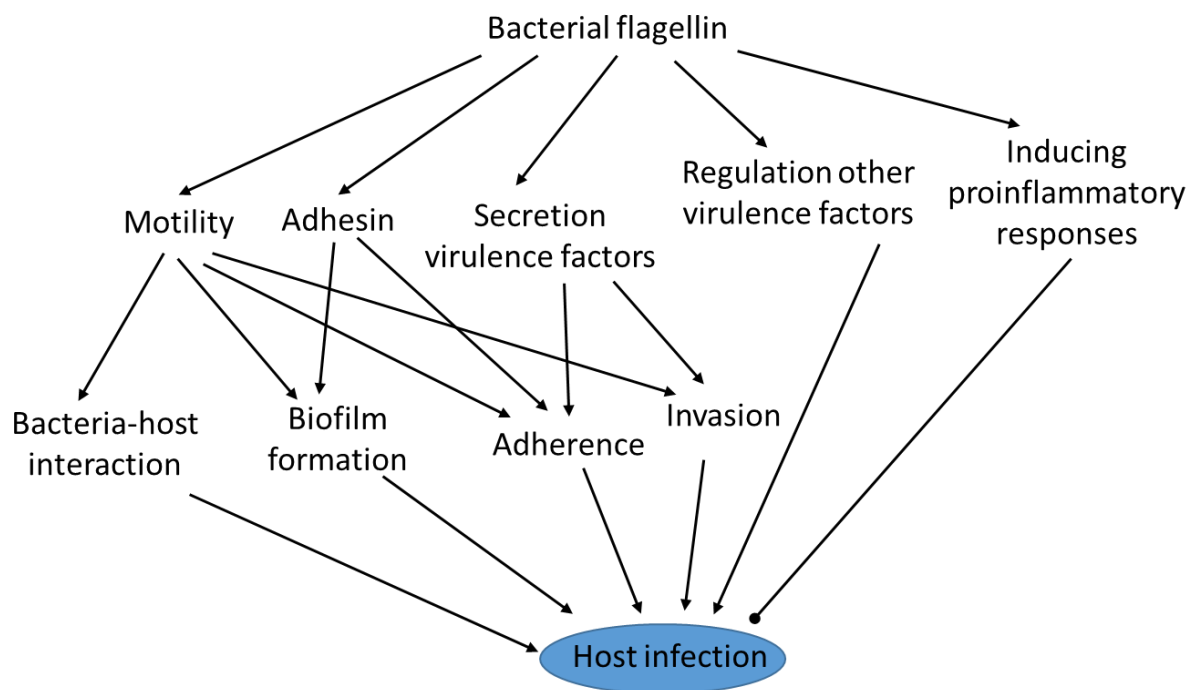 Bacterial flagellin
Motility
Adhesin
Secretion
virulence factors
Regulation other
virulence factors
Inducing
proinflammatory
responses
Bacteria-host
interaction
Biofilm
formation
Adherence
Invasion
Host infection